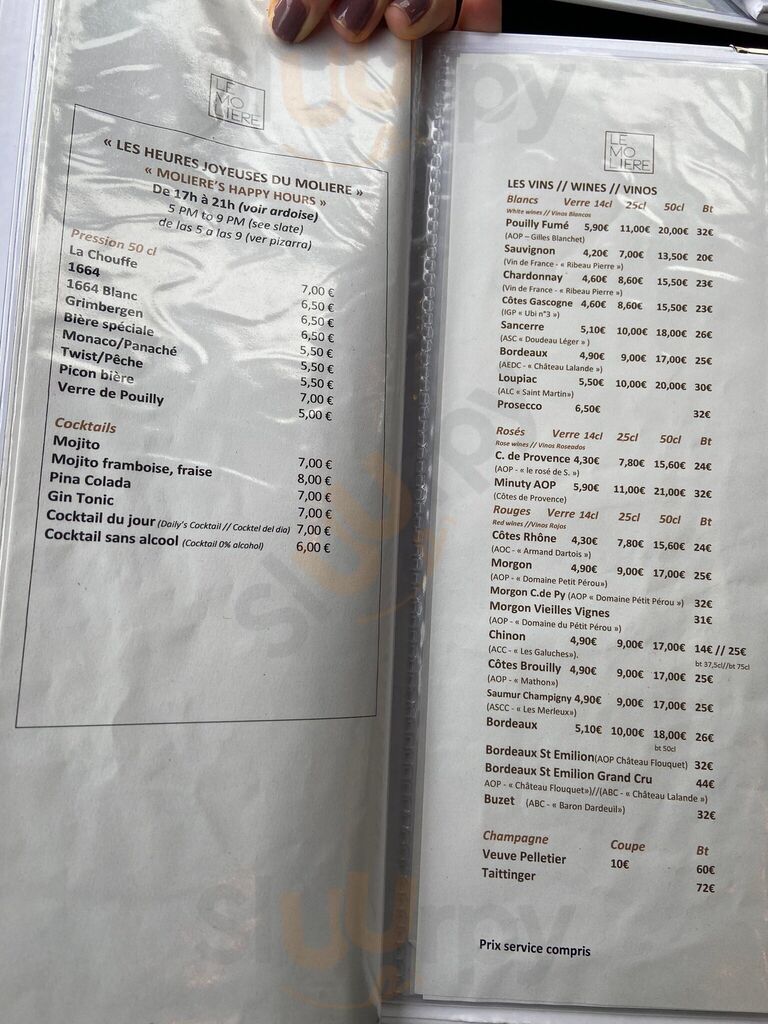 LE
MO
LIERE
« LES HEURES JOYEUSES DU MOLIERE »
« MOLIERE'S HAPPY HOURS »
De 17h à 21h (voir ardoise)
5 PM to 9 PM (see slate)
de las 5 a las 9 (ver pizarra)
Pression 50 cl
La Chouffe 7,00 €
1664 6,50 €
1664 Blanc 6,50 €
Grimbergen 6,50 €
Bière spéciale 5,50 €
Monaco/Panaché 5,50 €
Twist/Pêche 5,50 €
Picon bière 7,00 €
Verre de Pouilly 5,00 €
Cocktails
Mojito 7,00 €
Mojito framboise, fraise 8,00 €
Pina Colada 7,00 €
Gin Tonic 7,00 €
Cocktail du jour (Daily's Cocktail // Cocktel del dia) 7,00 €
Cocktail sans alcool (Cocktail 0% alcohol) 6,00 €
LE
MO
LIERE
LES VINS // WINES // VINOS
Blancs Verre 14cl 25cl 50cl Bt
White wines // Vinos Blancos
Pouilly Fumé 5,90€ 11,00€ 20,00€ 32€
(AOP – Gilles Blanchet)
Sauvignon 4,20€ 7,00€ 13,50€ 20€
(Vin de France - « Ribeau Pierre »)
Chardonnay 4,60€ 8,60€ 15,50€ 23€
(Vin de France - « Ribeau Pierre »)
Côtes Gascogne 4,60€ 8,60€ 15,50€ 23€
(IGP « Ubi n°3 »)
Sancerre 5,10€ 10,00€ 18,00€ 26€
(ASC « Doudeau Léger » )
Bordeaux 4,90€ 9,00€ 17,00€ 25€
(AEDC - « Château Lalande »)
Loupiac 5,50€ 10,00€ 20,00€ 30€
(ALC « Saint Martin»)
Prosecco 6,50€ 32€
Rosés Verre 14cl 25cl 50cl Bt
Rose wines // Vinos Roseados
C. de Provence 4,30€ 7,80€ 15,60€ 24€
(AOP - « le rosé de S. »)
Minuty AOP 5,90€ 11,00€ 21,00€ 32€
(Côtes de Provence)
Rouges Verre 14cl 25cl 50cl Bt
Red wines //Vinos Rojos
Côtes Rhône 4,30€ 7,80€ 15,60€ 24€
(AOC - « Armand Dartois »)
Morgon 4,90€ 9,00€ 17,00€ 25€
(AOP - « Domaine Petit Pérou»)
Morgon C.de Py (AOP « Domaine Petit Pérou ») 32€
Morgon Vieilles Vignes 31€
(AOP - « Domaine du Pétit Pérou »)
Chinon 4,90€ 9,00€ 17,00€ 14€ // 25€
(ACC - « Les Galuches»). bt 37,5cl//bt 75cl
Côtes Brouilly 4,90€ 9,00€ 17,00€ 25€
(AOP - « Mathon»)
Saumur Champigny 4,90€ 9,00€ 17,00€ 25€
(ASCC - « Les Merleux»)
Bordeaux 5,10€ 10,00€ 18,00€ 26€
bt 50cl
Bordeaux St Emilion(AOP Château Flouquet) 32€
Bordeaux St Emilion Grand Cru 44€
AOP - « Château Flouquet»)//(ABC - « Château Lalande »)
Buzet (ABC - « Baron Dardeuil») 32€
Champagne Coupe Bt
Veuve Pelletier 10€ 60€
Taittinger 72€
Prix service compris